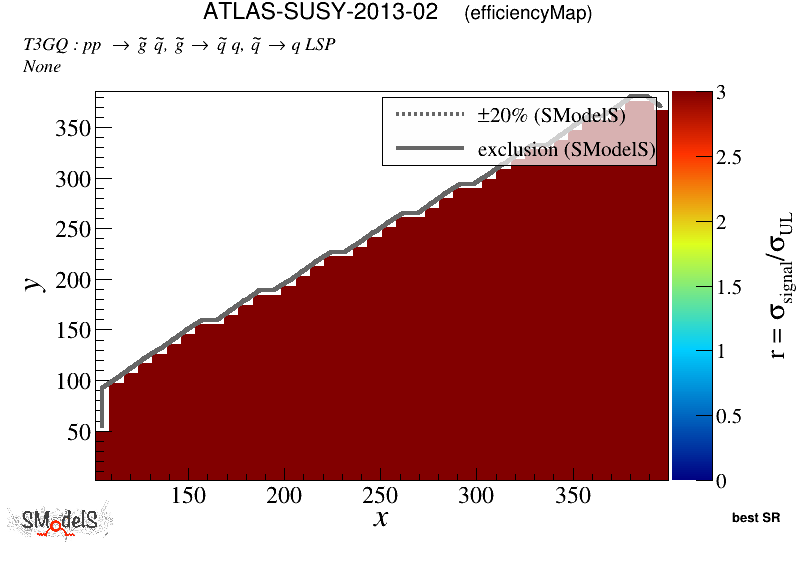 ATLAS-SUSY-2013-02 (efficiencyMap)
T3GQ : pp → g̃ q̃, g̃ → q̃ q, q̃ → q LSP
None
±20% (SModelS)
exclusion (SModelS)
350
300
250
200
150
100
50
y
150 200 250 300 350
x
3
2.5
2
1.5
1
0.5
0
r = σsignal/σUL
SModelS
best SR